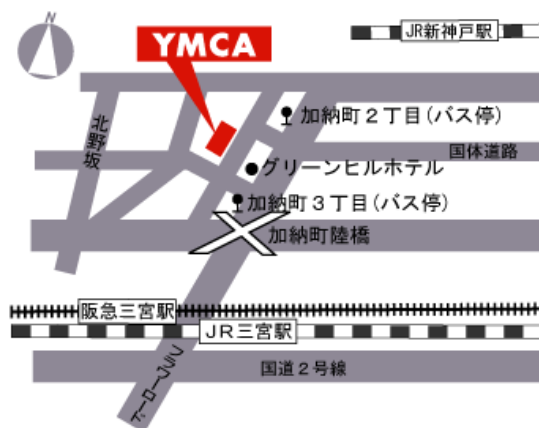 N
YMCA
JR新神戸駅
加納町２丁目(バス停)
北野坂
国体道路
グリーンヒルホテル
加納町３丁目(バス停)
加納町陸橋
阪急三宮駅
JR三宮駅
国道２号線
フラワーロード